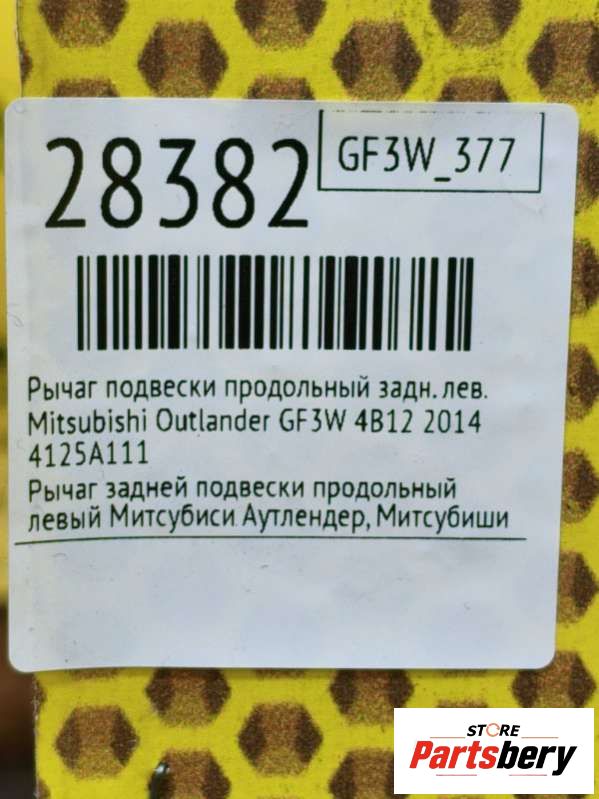 28382
GF3W_377
Рычаг подвески продольный задн. лев.
Mitsubishi Outlander GF3W 4B12 2014
4125A111
Рычаг задней подвески продольный
левый Митсубиси Аутлендер, Митсубиши
STORE
Partsbery